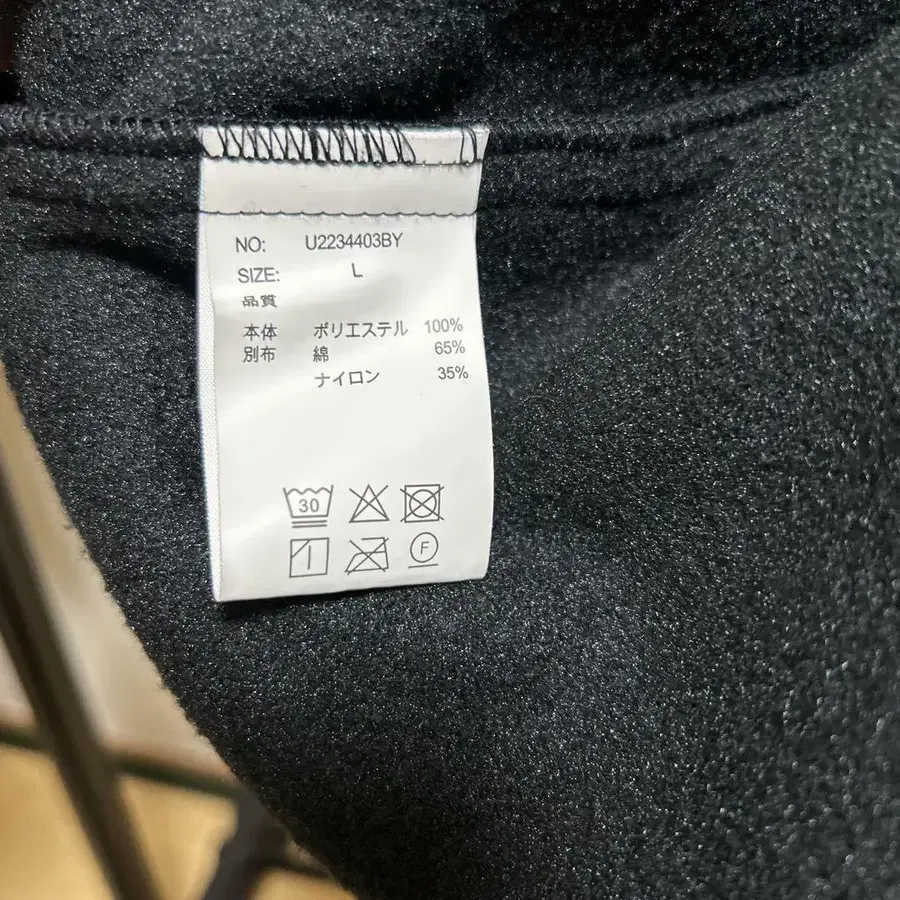 NO: U2234403BY
SIZE: L
品質
本体 ポリエステル 100%
別布 綿 65%
ナイロン 35%
30
F